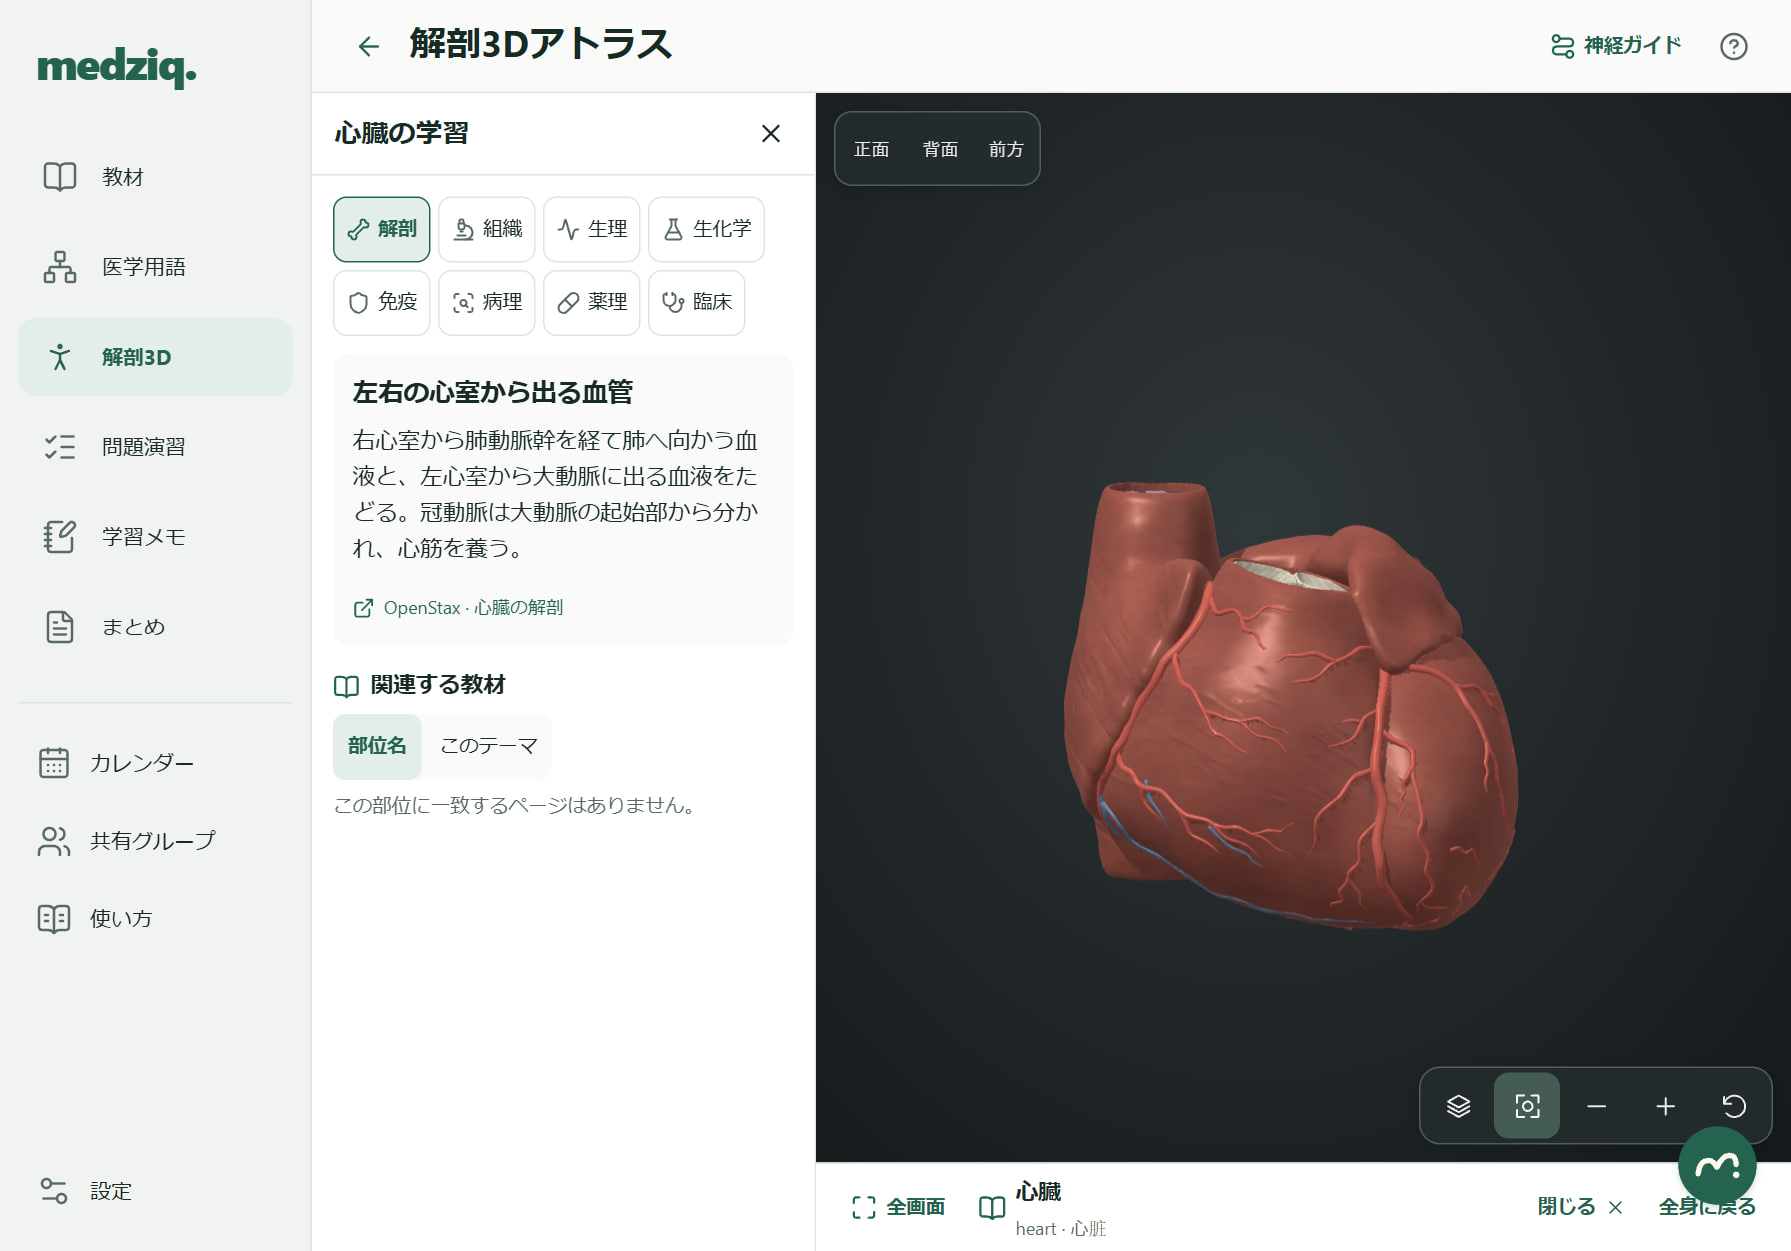 medziq.
教材
医学用語
解剖3D
問題演習
学習メモ
まとめ
カレンダー
共有グループ
使い方
設定
解剖3Dアトラス
神経ガイド
心臓の学習
解剖
組織
生理
生化学
免疫
病理
薬理
臨床
左右の心室から出る血管
右心室から肺動脈幹を経て肺へ向かう血
液と、左心室から大動脈に出る血液をた
どる。冠動脈は大動脈の起始部から分か
れ、心筋を養う。
OpenStax · 心臓の解剖
関連する教材
部位名
このテーマ
この部位に一致するページはありません。
正面
背面
前方
全画面
心臓
heart · 心脏
閉じる
全身に戻る